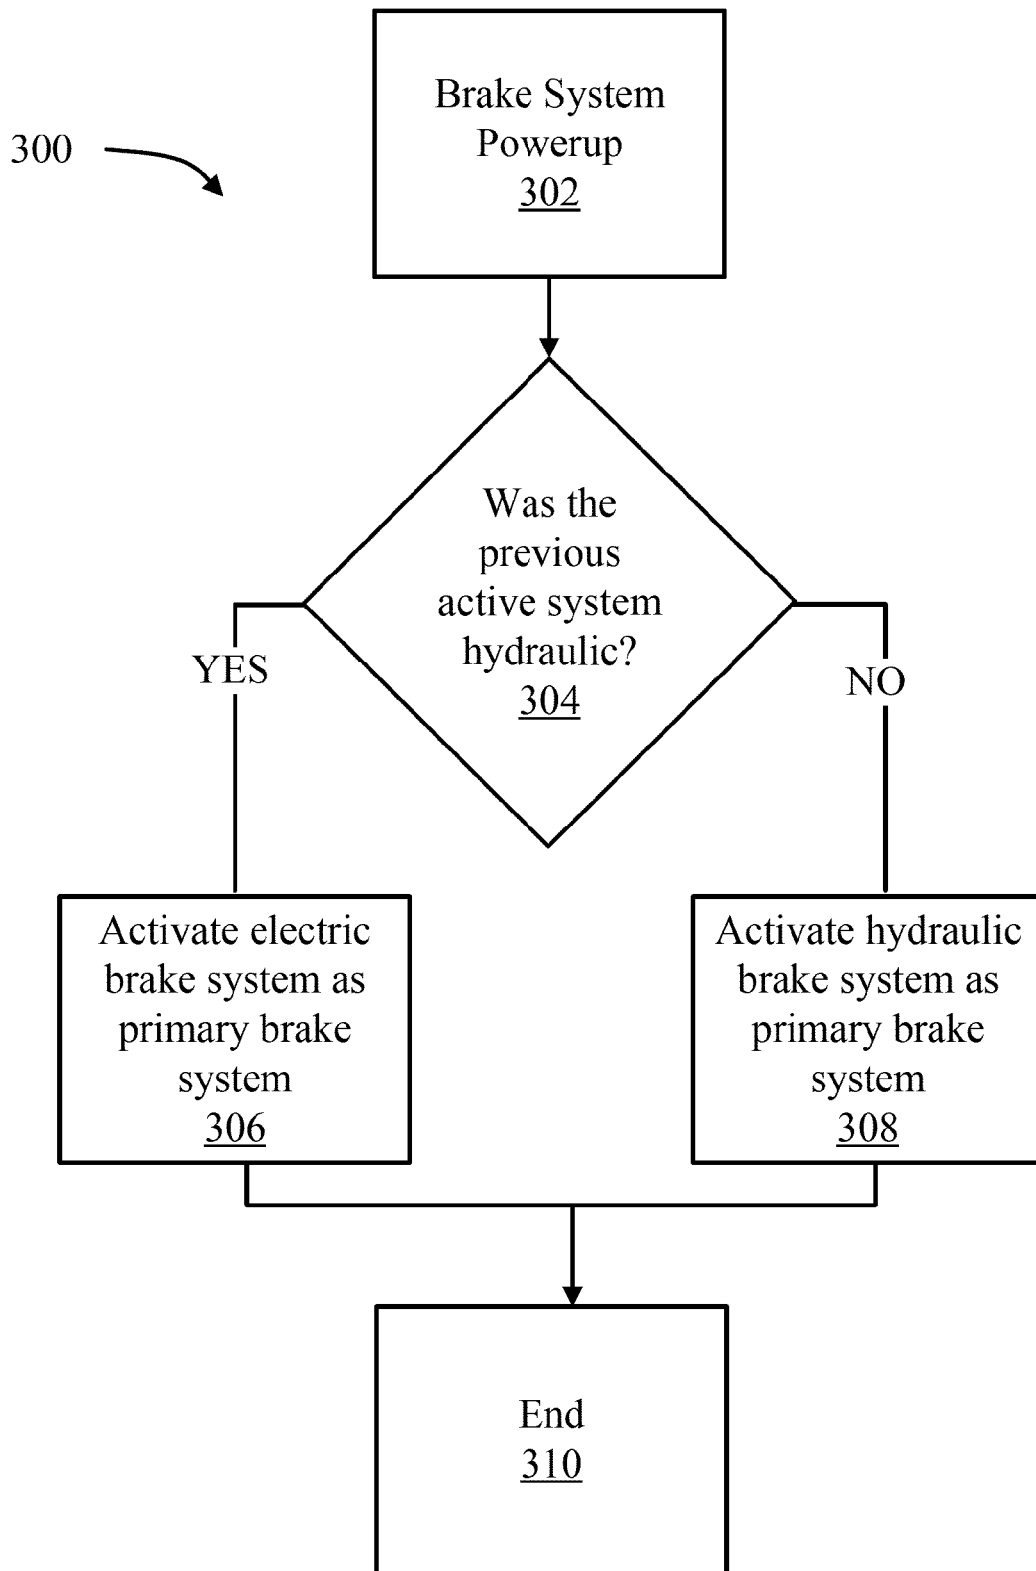 Brake System
Powerup
302
300
Was the
previous
active system
hydraulic?
304
YES
NO
Activate electric
brake system as
primary brake
system
306
Activate hydraulic
brake system as
primary brake
system
308
End
310